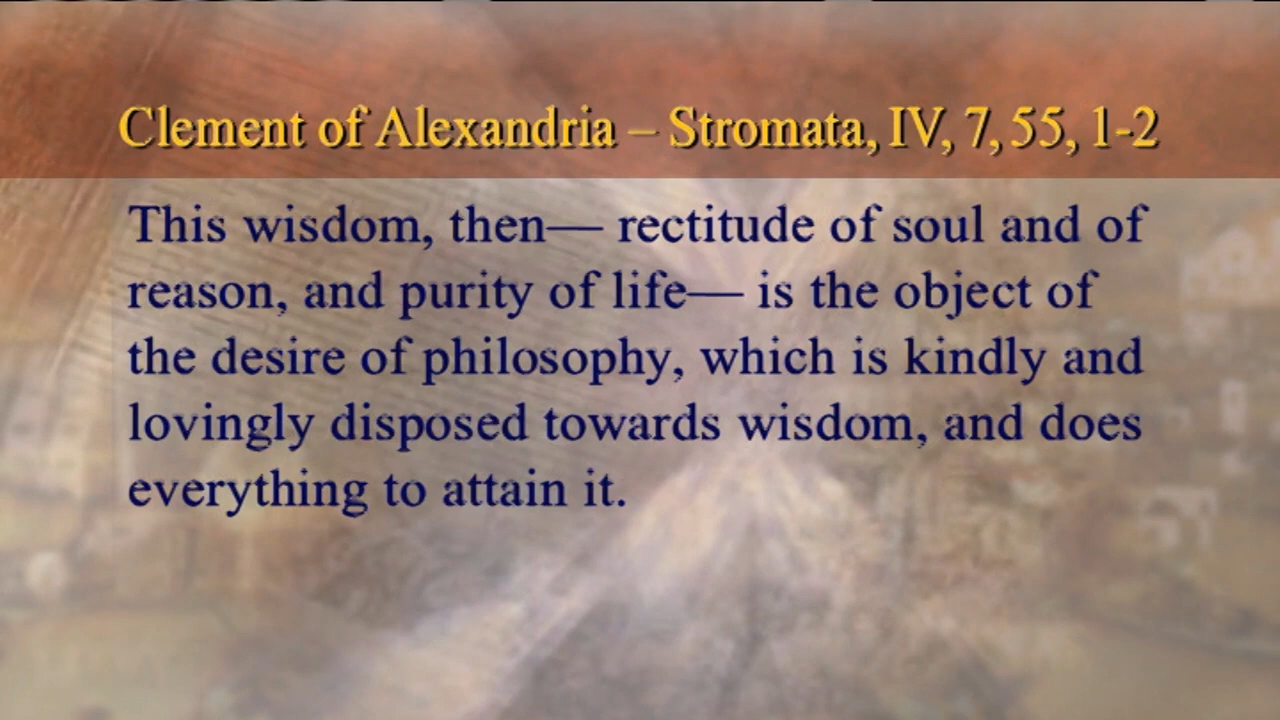 Clement of Alexandria – Stromata, IV, 7, 55, 1-2
This wisdom, then— rectitude of soul and of
reason, and purity of life— is the object of
the desire of philosophy, which is kindly and
lovingly disposed towards wisdom, and does
everything to attain it.